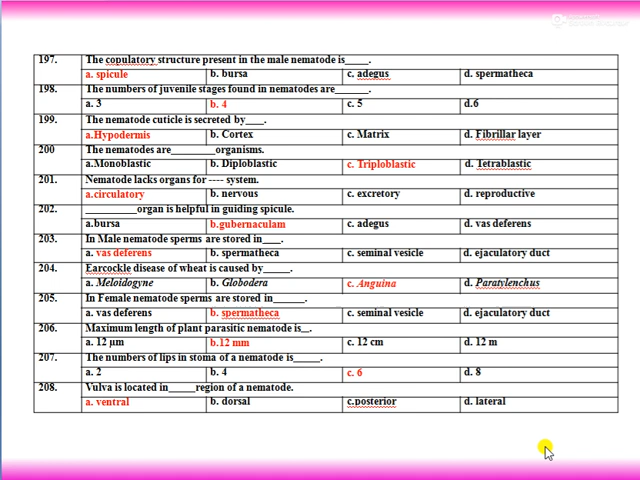 197. The copulatory structure present in the male nematode is_____.
a. spicule b. bursa c. adegus d. spermatheca
198. The numbers of juvenile stages found in nematodes are______.
a. 3 b. 4 c. 5 d.6
199. The nematode cuticle is secreted by____.
a.Hypodermis b. Cortex c. Matrix d. Fibrillar layer
200 The nematodes are_________organisms.
a.Monoblastic b. Diploblastic c. Triploblastic d. Tetrablastic
201. Nematode lacks organs for ---- system.
a.circulatory b. nervous c. excretory d. reproductive
202. __________organ is helpful in guiding spicule.
a.bursa b.gubernaculam c. adegus d. vas deferens
203. In Male nematode sperms are stored in____.
a. vas deferens b. spermatheca c. seminal vesicle d. ejaculatory duct
204. Earcockle disease of wheat is caused by_____.
a. Meloidogyne b. Globodera c. Anguina d. Paratylenchus
205. In Female nematode sperms are stored in______.
a. vas deferens b. spermatheca c. seminal vesicle d. ejaculatory duct
206. Maximum length of plant parasitic nematode is_.
a. 12 µm b.12 mm c. 12 cm d. 12 m
207. The numbers of lips in stoma of a nematode is_____.
a. 2 b. 4 c. 6 d. 8
208. Vulva is located in_____region of a nematode.
a. ventral b. dorsal c.posterior d. lateral